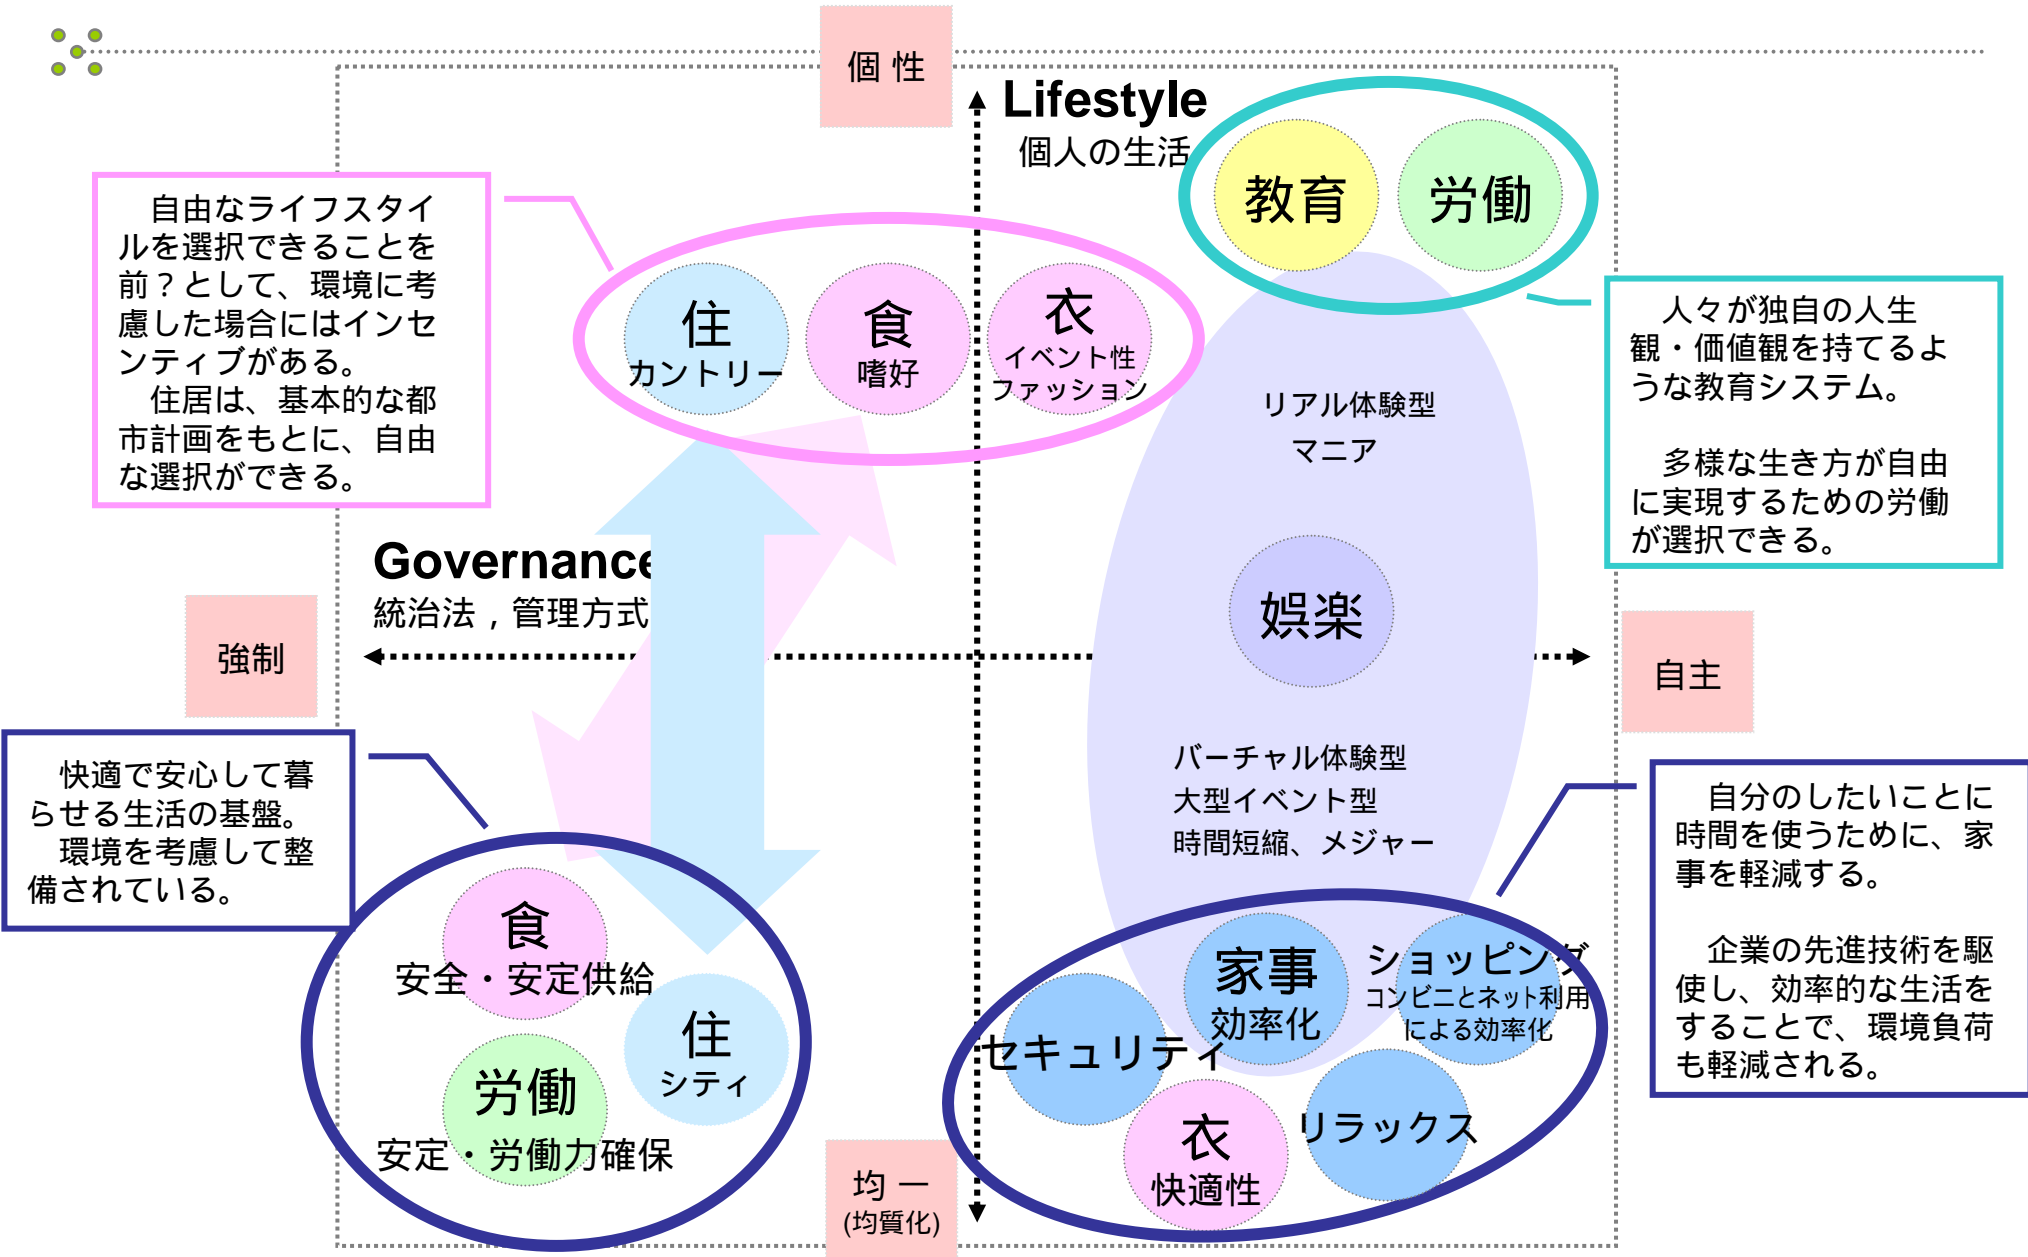 個 性
Lifestyle
個人の生活
教育
労働
自由なライフスタイ
ルを選択できることを
前？として、環境に考
慮した場合にはインセ
ンティブがある。
住居は、基本的な都
市計画をもとに、自由
な選択ができる。
住
カントリー
食
嗜好
衣
イベント性
ファッション
人々が独自の人生
観・価値観を持てるよ
うな教育システム。
多様な生き方が自由
に実現するための労働
が選択できる。
リアル体験型
マニア
Governance
統治法，管理方式
娯楽
強制
自主
バーチャル体験型
大型イベント型
時間短縮、メジャー
快適で安心して暮
らせる生活の基盤。
環境を考慮して整
備されている。
自分のしたいことに
時間を使うために、家
事を軽減する。
企業の先進技術を駆
使し、効率的な生活を
することで、環境負荷
も軽減される。
食
安全・安定供給
住
シティ
労働
安定・労働力確保
家事
効率化
ショッピング
コンビニとネット利用
による効率化
セキュリティ
衣
快適性
リラックス
均 一
(均質化)